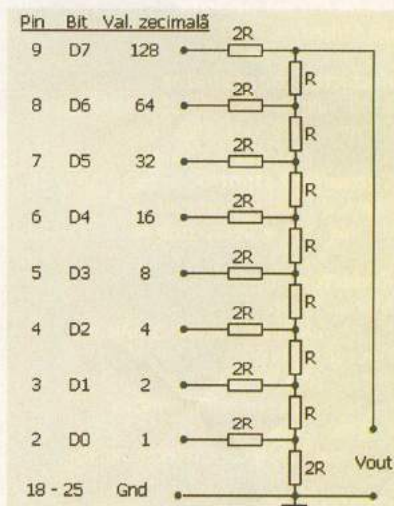 Pin Bit Val. zecimală
2R
9 D7 128
R
2R
8 D6 64
R
2R
7 D5 32
R
2R
6 D4 16
R
2R
5 D3 8
R
2R
4 D2 4
R
2R
3 D1 2
R
2R
2 D0 1
2R Vout
18 - 25 Gnd